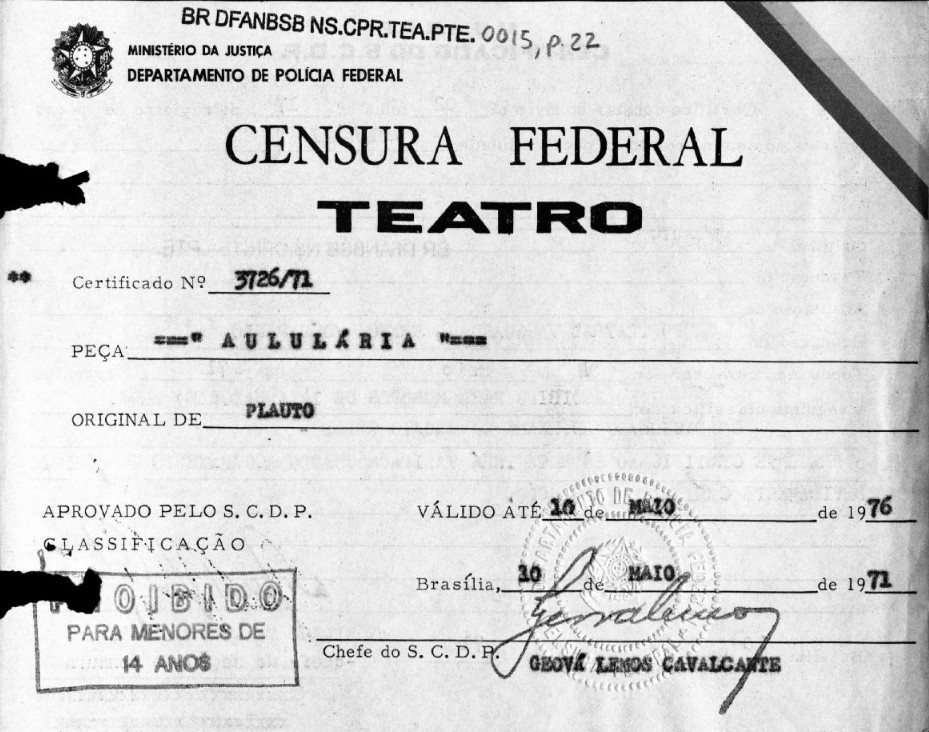 BR DFANBSB NS.CPR.TEA.PTE. 0015, p.22
MINISTÉRIO DA JUSTIÇA
DEPARTAMENTO DE POLÍCIA FEDERAL
CENSURA FEDERAL
TEATRO
** Certificado Nº 3726/71
PEÇA ===" AULULÁRIA "===
ORIGINAL DE PLAUTO
APROVADO PELO S. C. D. P.
CLASSIFICAÇÃO
PROIBIDO
PARA MENORES DE
14 ANOS
VÁLIDO ATÉ 10 de MAIO de 1976
Brasília, 10 de MAIO de 1971
Chefe do S. C. D. P.
GEOVÁ LEMOS CAVALCANTE